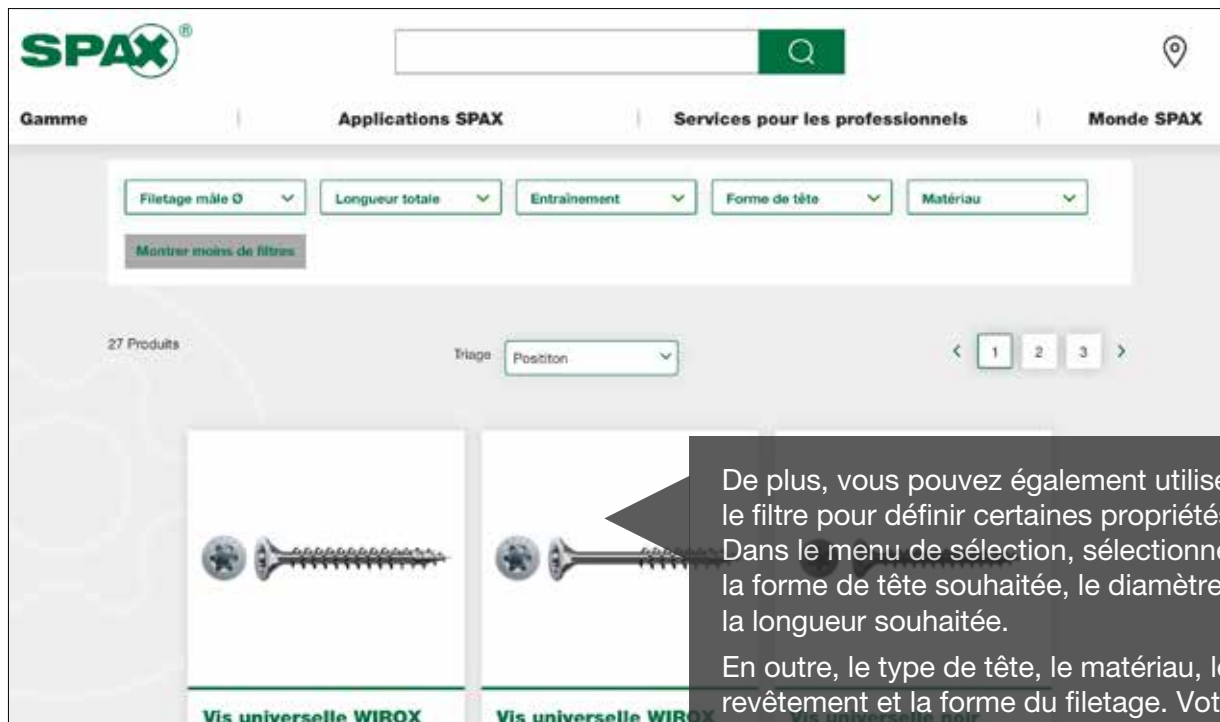 SPAX®
Gamme
Applications SPAX
Services pour les professionnels
Monde SPAX
Filetage mâle Ø
Longueur totale
Entraînement
Forme de tête
Matériau
Montrer moins de filtres
27 Produits
Triage
Posititon
1 2 3
De plus, vous pouvez également utilise
le filtre pour définir certaines propriétés
Dans le menu de sélection, sélectionne
la forme de tête souhaitée, le diamètre
la longueur souhaitée.
En outre, le type de tête, le matériau, le
revêtement et la forme du filetage. Vot
Vis universelle WIROX
Vis universelle WIROX
Vis universelle noir